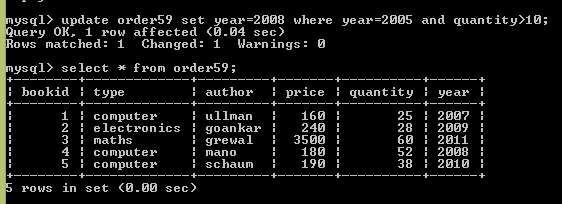 mysql> update order59 set year=2008 where year=2005 and quantity>10;
Query OK, 1 row affected (0.04 sec)
Rows matched: 1  Changed: 1  Warnings: 0
mysql> select * from order59;
+--------+-------------+---------+-------+----------+------+
| bookid | type        | author  | price | quantity | year |
+--------+-------------+---------+-------+----------+------+
|      1 | computer    | ullman  |   160 |       25 | 2007 |
|      2 | electronics | goankar |   240 |       28 | 2009 |
|      3 | maths       | grewal  |  3500 |       60 | 2011 |
|      4 | computer    | mano    |   180 |       52 | 2008 |
|      5 | computer    | schaum  |   190 |       38 | 2010 |
+--------+-------------+---------+-------+----------+------+
5 rows in set (0.00 sec)